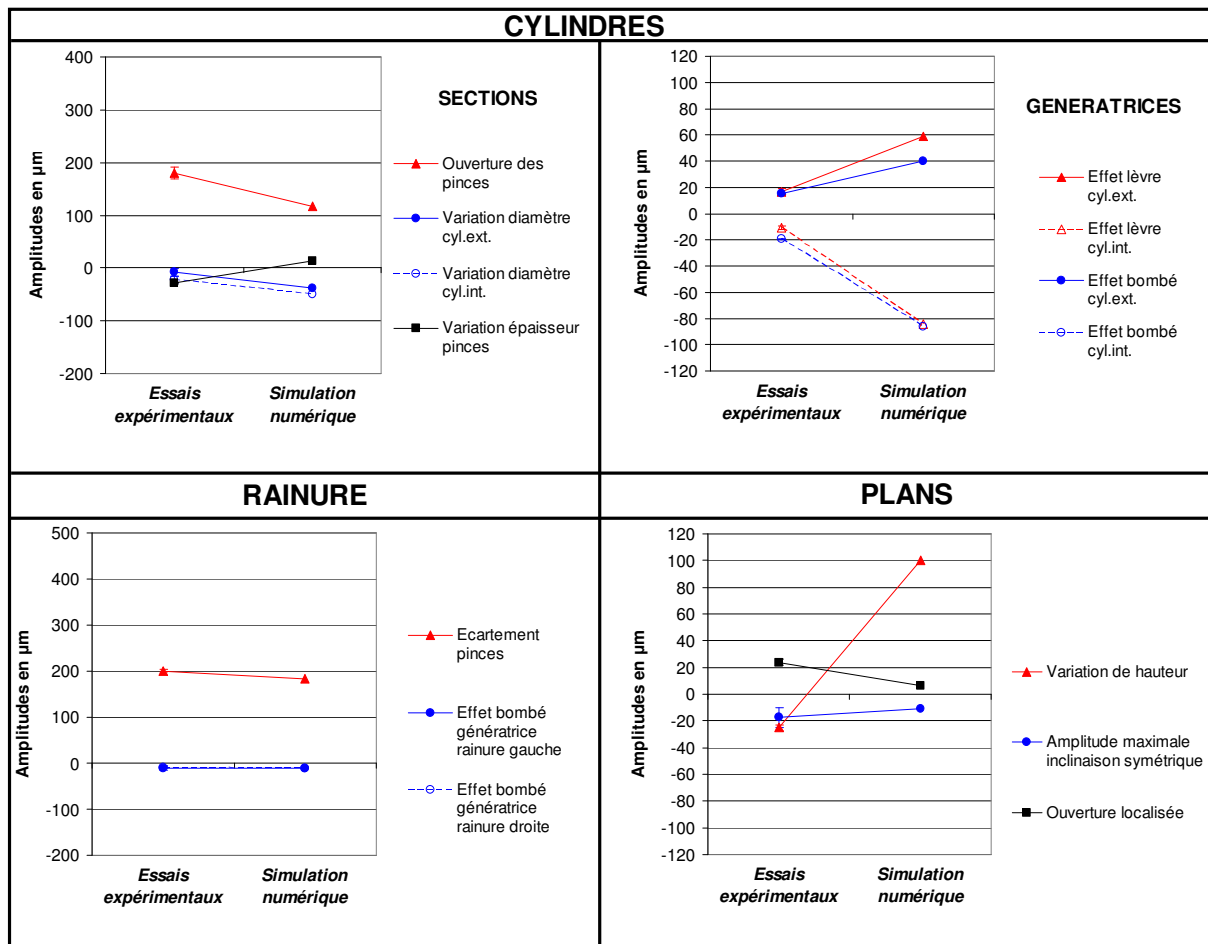 CYLINDRES
Amplitudes en µm
400
300
200
100
0
-100
-200
Essais
expérimentaux
Simulation
numérique
SECTIONS
Ouverture des
pinces
Variation diamètre
cyl.ext.
Variation diamètre
cyl.int.
Variation épaisseur
pinces
Amplitudes en µm
120
100
80
60
40
20
0
-20
-40
-60
-80
-100
-120
Essais
expérimentaux
Simulation
numérique
GENERATRICES
Effet lèvre
cyl.ext.
Effet lèvre
cyl.int.
Effet bombé
cyl.ext.
Effet bombé
cyl.int.
RAINURE
Amplitudes en µm
500
400
300
200
100
0
-100
-200
Essais
expérimentaux
Simulation
numérique
Ecartement
pinces
Effet bombé
génératrice
rainure gauche
Effet bombé
génératrice
rainure droite
PLANS
Amplitudes en µm
120
100
80
60
40
20
0
-20
-40
-60
-80
-100
-120
Essais
expérimentaux
Simulation
numérique
Variation de hauteur
Amplitude maximale
inclinaison symétrique
Ouverture localisée